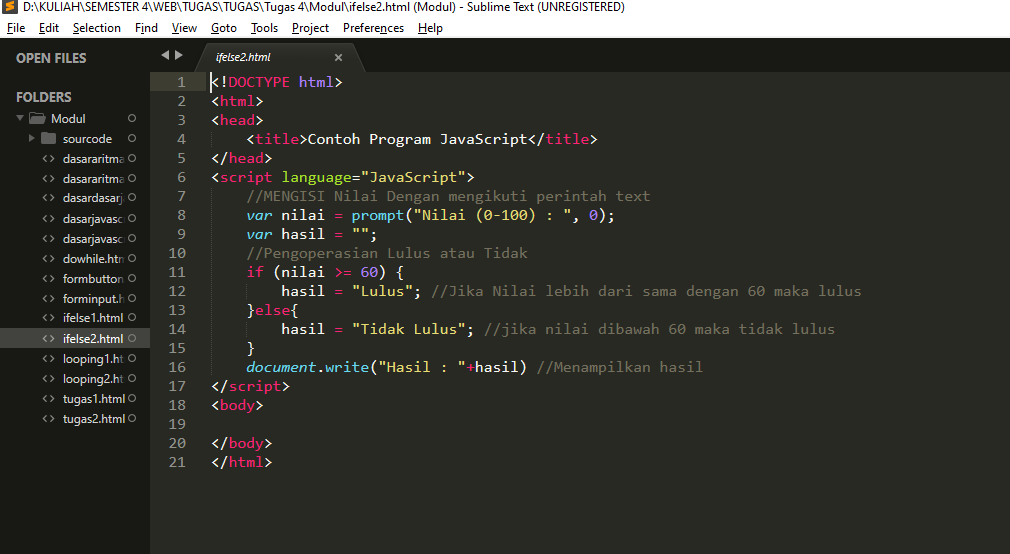 D:\KULIAH\SEMESTER 4\WEB\TUGAS\TUGAS\Tugas 4\Modul\ifelse2.html (Modul) - Sublime Text (UNREGISTERED)
File Edit Selection Find View Goto Tools Project Preferences Help
OPEN FILES
FOLDERS
Modul
sourcode
dasararitma
dasararitma
dasardasarj
dasarjavasc
dasarjavasc
dowhile.htm
formbutton
forminput.h
ifelse1.html
ifelse2.html
looping1.ht
looping2.ht
tugas1.html
tugas2.html
ifelse2.html
1 <!DOCTYPE html>
2 <html>
3 <head>
4 <title>Contoh Program JavaScript</title>
5 </head>
6 <script language="JavaScript">
7 //MENGISI Nilai Dengan mengikuti perintah text
8 var nilai = prompt("Nilai (0-100) : ", 0);
9 var hasil = "";
10 //Pengoperasian Lulus atau Tidak
11 if (nilai >= 60) {
12 hasil = "Lulus"; //Jika Nilai lebih dari sama dengan 60 maka lulus
13 }else{
14 hasil = "Tidak Lulus"; //jika nilai dibawah 60 maka tidak lulus
15 }
16 document.write("Hasil : "+hasil) //Menampilkan hasil
17 </script>
18 <body>
19
20 </body>
21 </html>